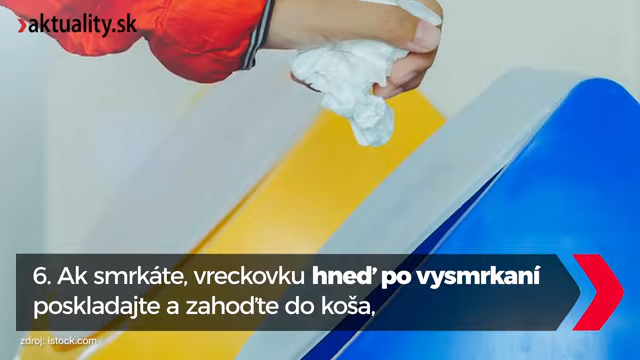 aktuality.sk
6. Ak smrkáte, vreckovku hneď po vysmrkaní
poskladajte a zahoďte do koša,
zdroj: istock.com